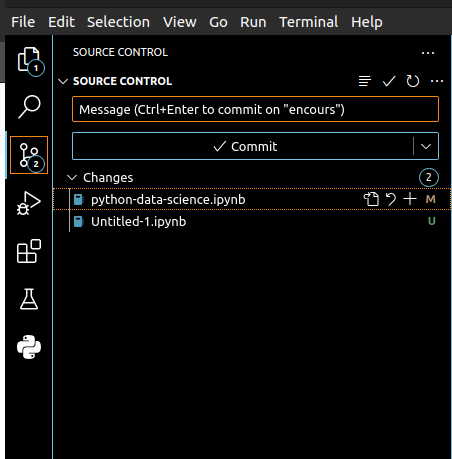 File Edit Selection View Go Run Terminal Help
SOURCE CONTROL
1
SOURCE CONTROL
Message (Ctrl+Enter to commit on "encours")
2
Commit
Changes 2
python-data-science.ipynb M
Untitled-1.ipynb U